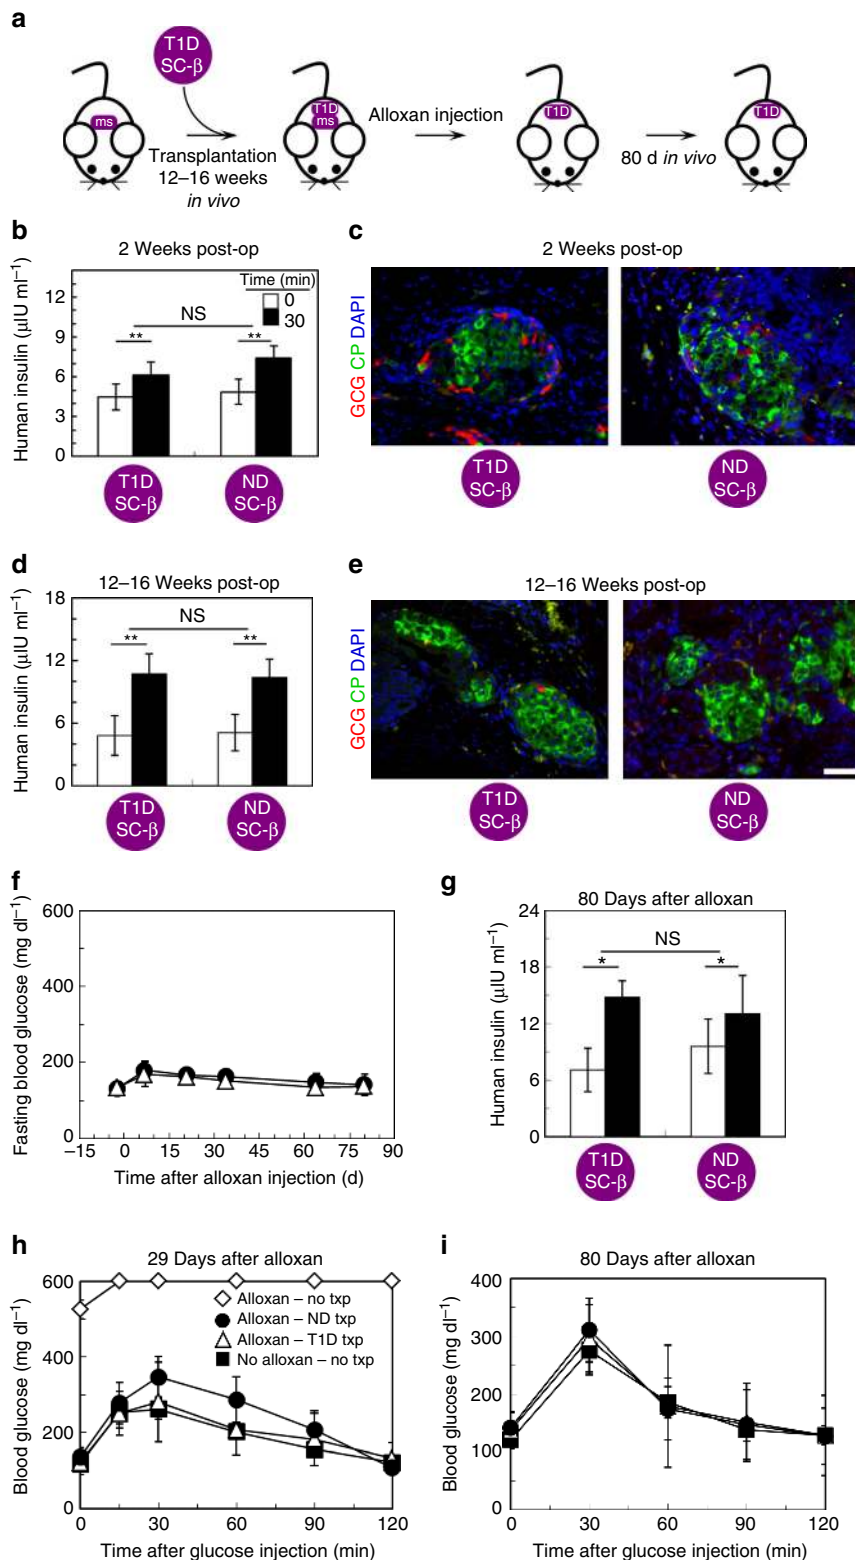 a
T1D
SC-β
ms
T1D
ms
Alloxan injection
T1D
T1D
Transplantation
12–16 weeks
in vivo
80 d in vivo
b
2 Weeks post-op
Human insulin (μIU ml–1)
12
9
6
3
0
Time (min)
0
30
NS
**
**
T1D
SC-β
ND
SC-β
c
2 Weeks post-op
GCG CP DAPI
T1D
SC-β
ND
SC-β
d
12–16 Weeks post-op
Human insulin (μIU ml–1)
18
12
6
0
NS
**
**
T1D
SC-β
ND
SC-β
e
12–16 Weeks post-op
GCG CP DAPI
T1D
SC-β
ND
SC-β
f
Fasting blood glucose (mg dl–1)
600
400
200
0
–15 0 15 30 45 60 75 90
Time after alloxan injection (d)
g
80 Days after alloxan
Human insulin (μIU ml–1)
24
18
12
6
0
NS
*
*
T1D
SC-β
ND
SC-β
h
29 Days after alloxan
Blood glucose (mg dl–1)
600
400
200
0
Alloxan – no txp
Alloxan – ND txp
Alloxan – T1D txp
No alloxan – no txp
0 30 60 90 120
Time after glucose injection (min)
i
80 Days after alloxan
Blood glucose (mg dl–1)
400
300
200
100
0
0 30 60 90 120
Time after glucose injection (min)